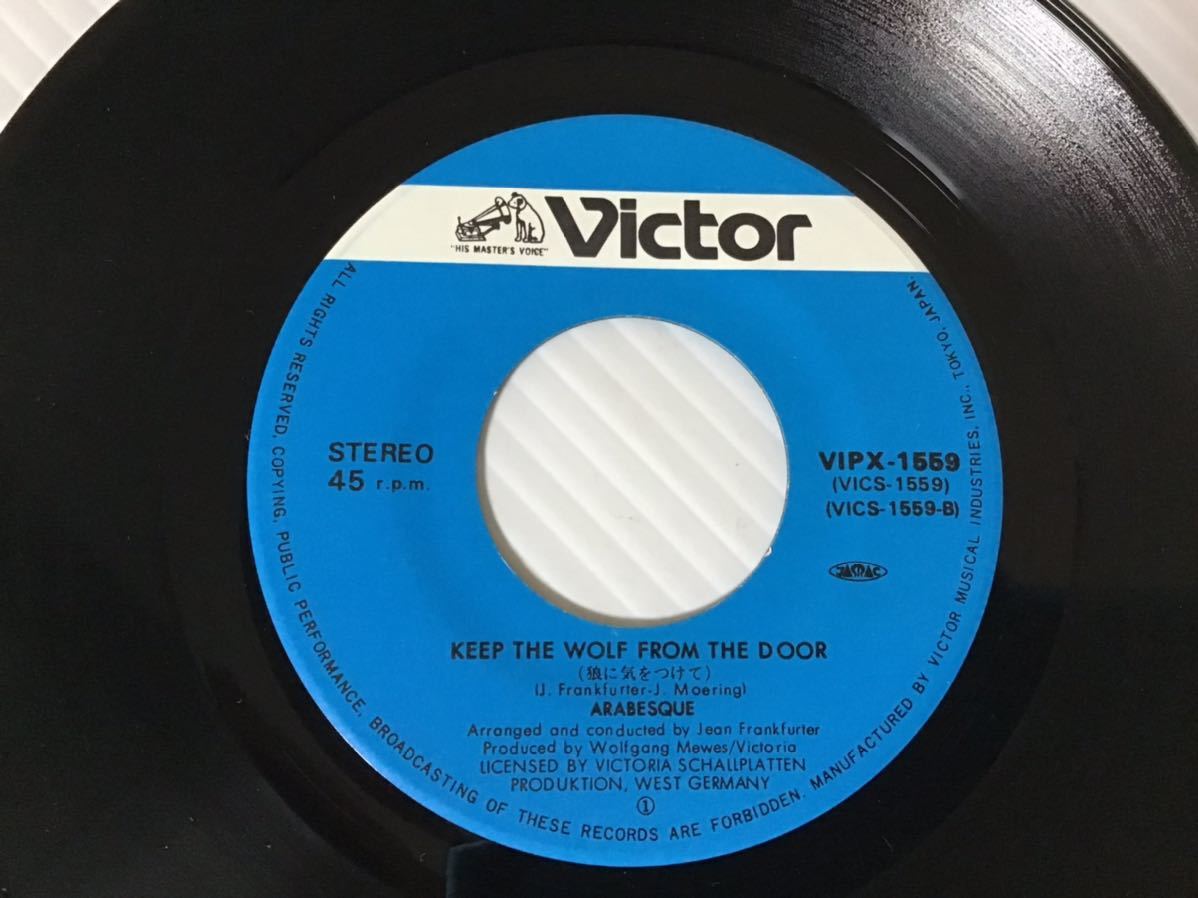 "HIS MASTER'S VOICE"
Victor
STEREO
45 r.p.m.
VIPX-1559
(VICS-1559)
(VICS-1559-B)
JASRAC
KEEP THE WOLF FROM THE DOOR
(狼に気をつけて)
(J. Frankfurter-J. Moering)
ARABESQUE
Arranged and conducted by Jean Frankfurter
Produced by Wolfgang Mewes/Victoria
LICENSED BY VICTORIA SCHALLPLATTEN
PRODUKTION, WEST GERMANY
①
ALL RIGHTS RESERVED. COPYING, PUBLIC PERFORMANCE, BROADCASTING OF THESE RECORDS ARE FORBIDDEN. MANUFACTURED BY VICTOR MUSICAL INDUSTRIES, INC., TOKYO, JAPAN.